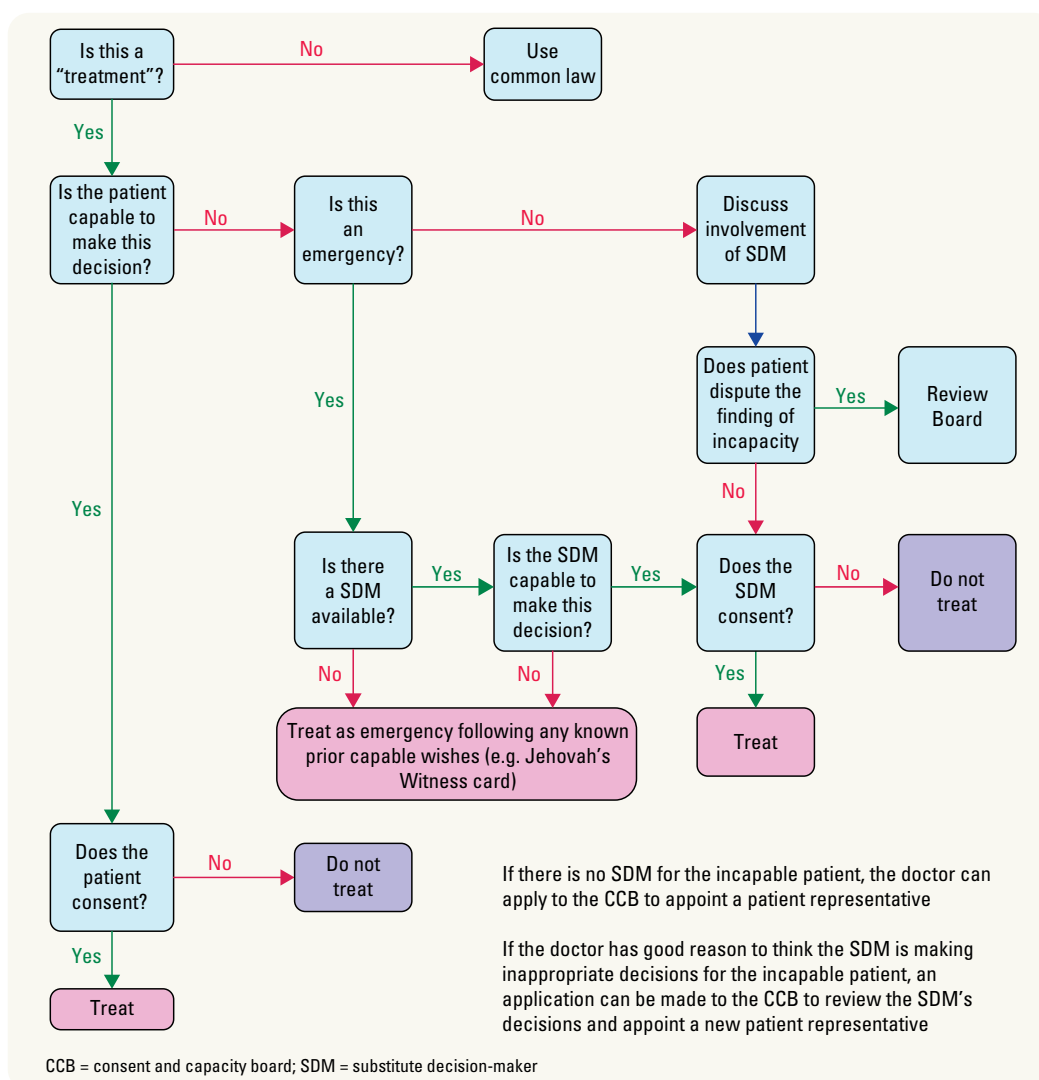 Is this a
“treatment”?
No
Use
common law
Yes
Is the patient
capable to
make this
decision?
No
Is this
an
emergency?
No
Discuss
involvement
of SDM
Yes
Does patient
dispute the
finding of
incapacity
Yes
Review
Board
No
Yes
Is there
a SDM
available?
Yes
Is the SDM
capable to
make this
decision?
Yes
Does the
SDM
consent?
No
Do not
treat
No
No
Yes
Treat as emergency following any known
prior capable wishes (e.g. Jehovah’s
Witness card)
Treat
Does the
patient
consent?
No
Do not
treat
Yes
Treat
If there is no SDM for the incapable patient, the doctor can
apply to the CCB to appoint a patient representative
If the doctor has good reason to think the SDM is making
inappropriate decisions for the incapable patient, an
application can be made to the CCB to review the SDM’s
decisions and appoint a new patient representative
CCB = consent and capacity board; SDM = substitute decision-maker